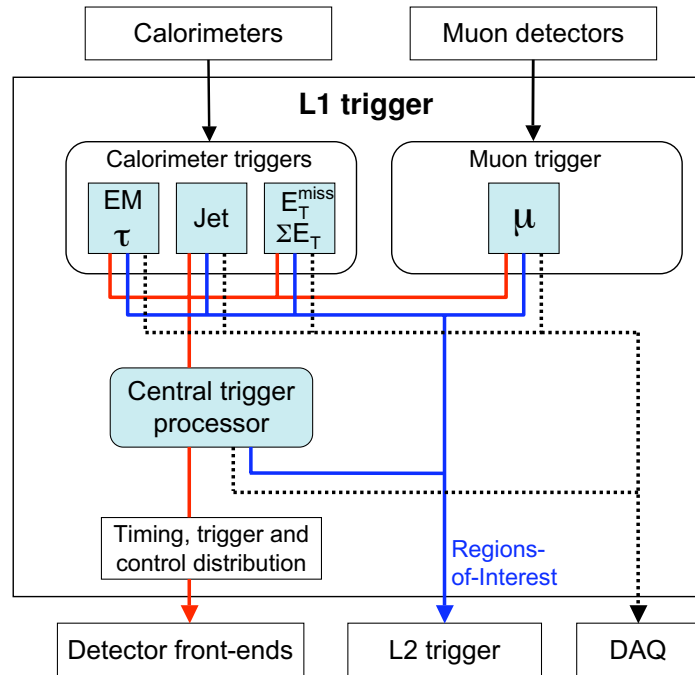 Calorimeters
Muon detectors
L1 trigger
Calorimeter triggers
Muon trigger
EM
τ
Jet
E_T^miss
ΣE_T
μ
Central trigger
processor
Timing, trigger and
control distribution
Regions-
of-Interest
Detector front-ends
L2 trigger
DAQ